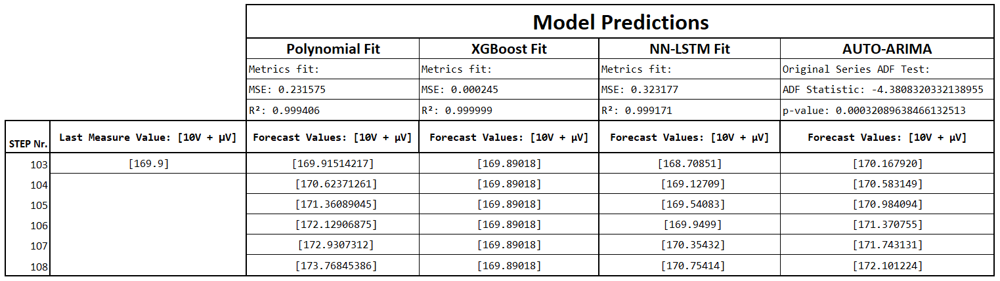 Model Predictions
Polynomial Fit XGBoost Fit NN-LSTM Fit AUTO-ARIMA
Metrics fit: Metrics fit: Metrics fit: Original Series ADF Test:
MSE: 0.231575 MSE: 0.000245 MSE: 0.323177 ADF Statistic: -4.3808320332138955
R²: 0.999406 R²: 0.999999 R²: 0.999171 p-value: 0.00032089638466132513
STEP Nr. Last Measure Value: [10V + µV] Forecast Values: [10V + µV] Forecast Values: [10V + µV] Forecast Values: [10V + µV] Forecast Values: [10V + µV]
103 [169.9] [169.91514217] [169.89018] [168.70851] [170.167920]
104 [170.62371261] [169.89018] [169.12709] [170.583149]
105 [171.36089045] [169.89018] [169.54083] [170.984094]
106 [172.12906875] [169.89018] [169.9499] [171.370755]
107 [172.9307312] [169.89018] [170.35432] [171.743131]
108 [173.76845386] [169.89018] [170.75414] [172.101224]